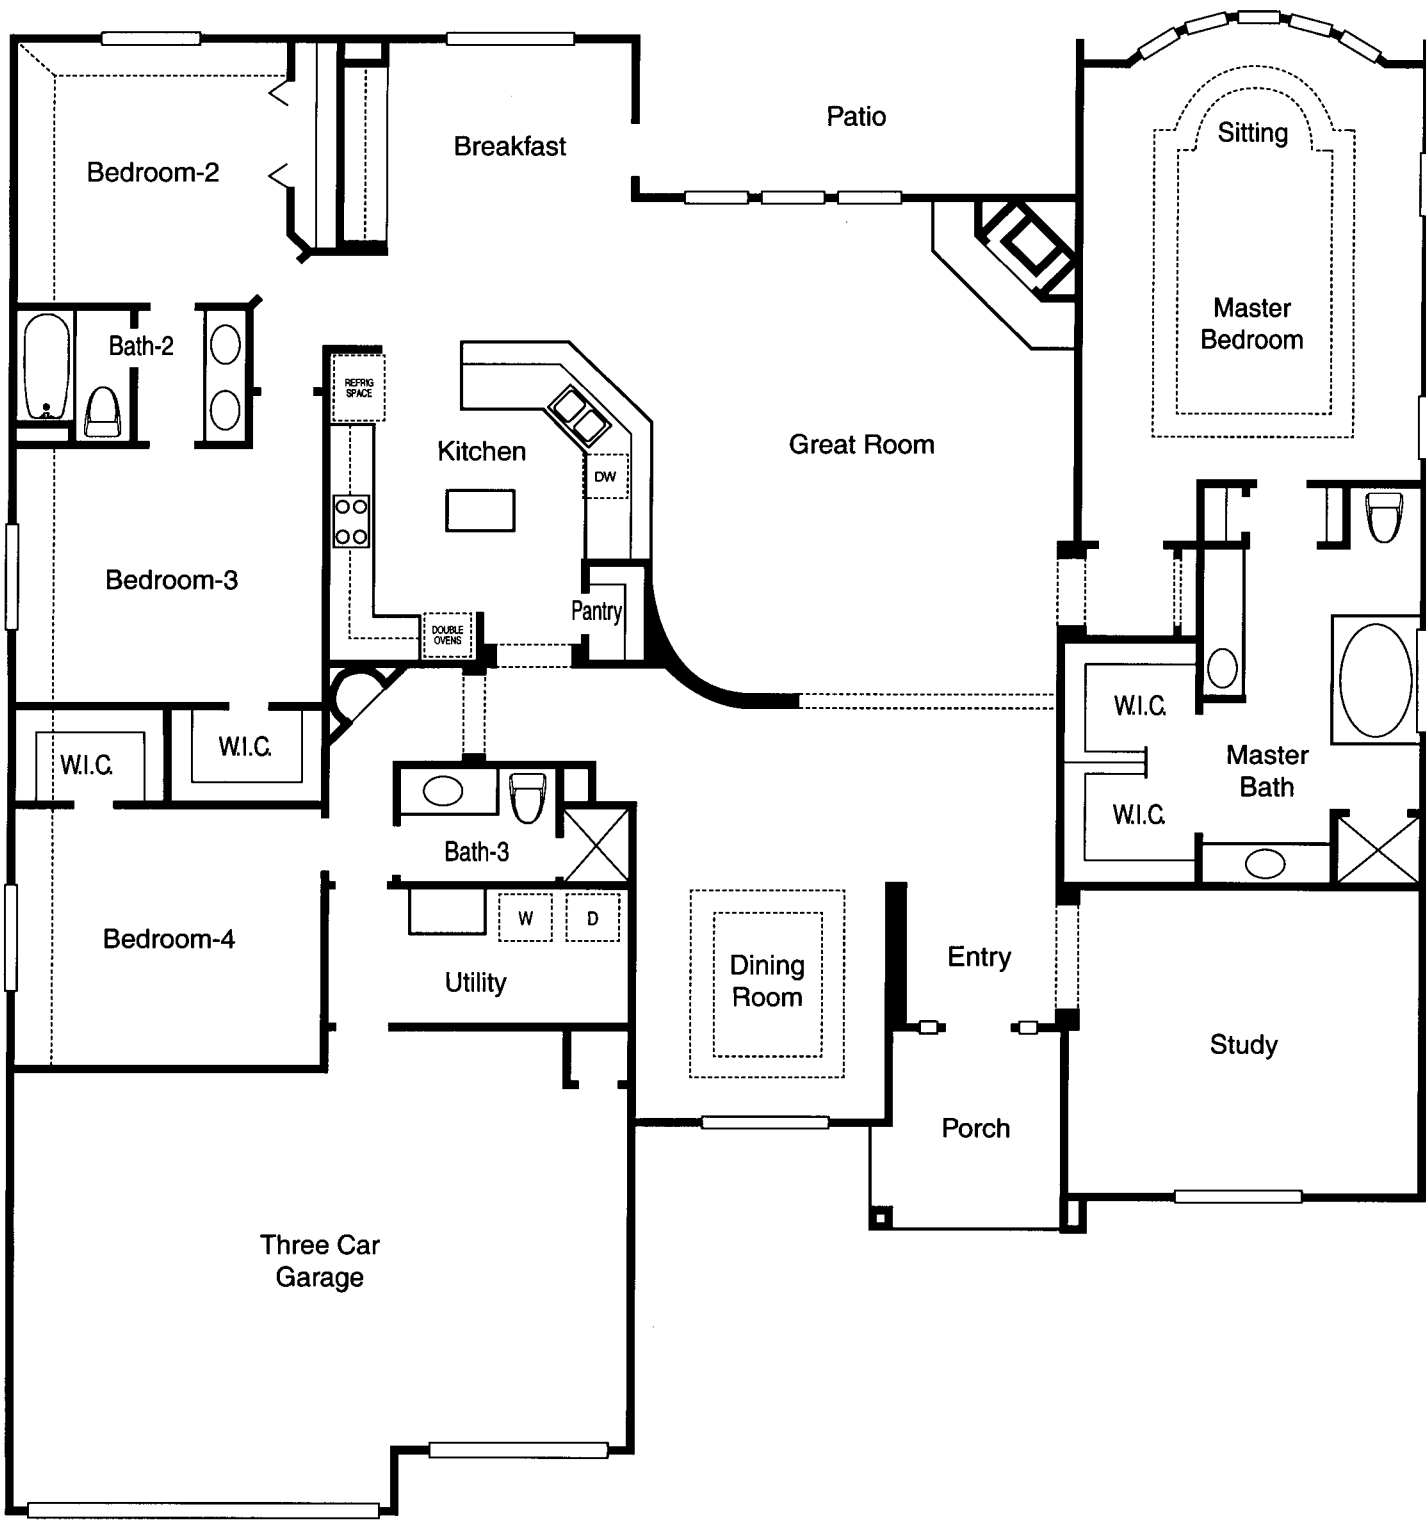 Patio
Sitting
Breakfast
Bedroom-2
Master
Bedroom
Bath-2
REFRIG
SPACE
Kitchen
Great Room
DW
Bedroom-3
Pantry
DOUBLE
OVENS
W.I.C.
W.I.C.
W.I.C.
Master
Bath
W.I.C.
Bath-3
W
D
Bedroom-4
Utility
Dining
Room
Entry
Study
Porch
Three Car
Garage